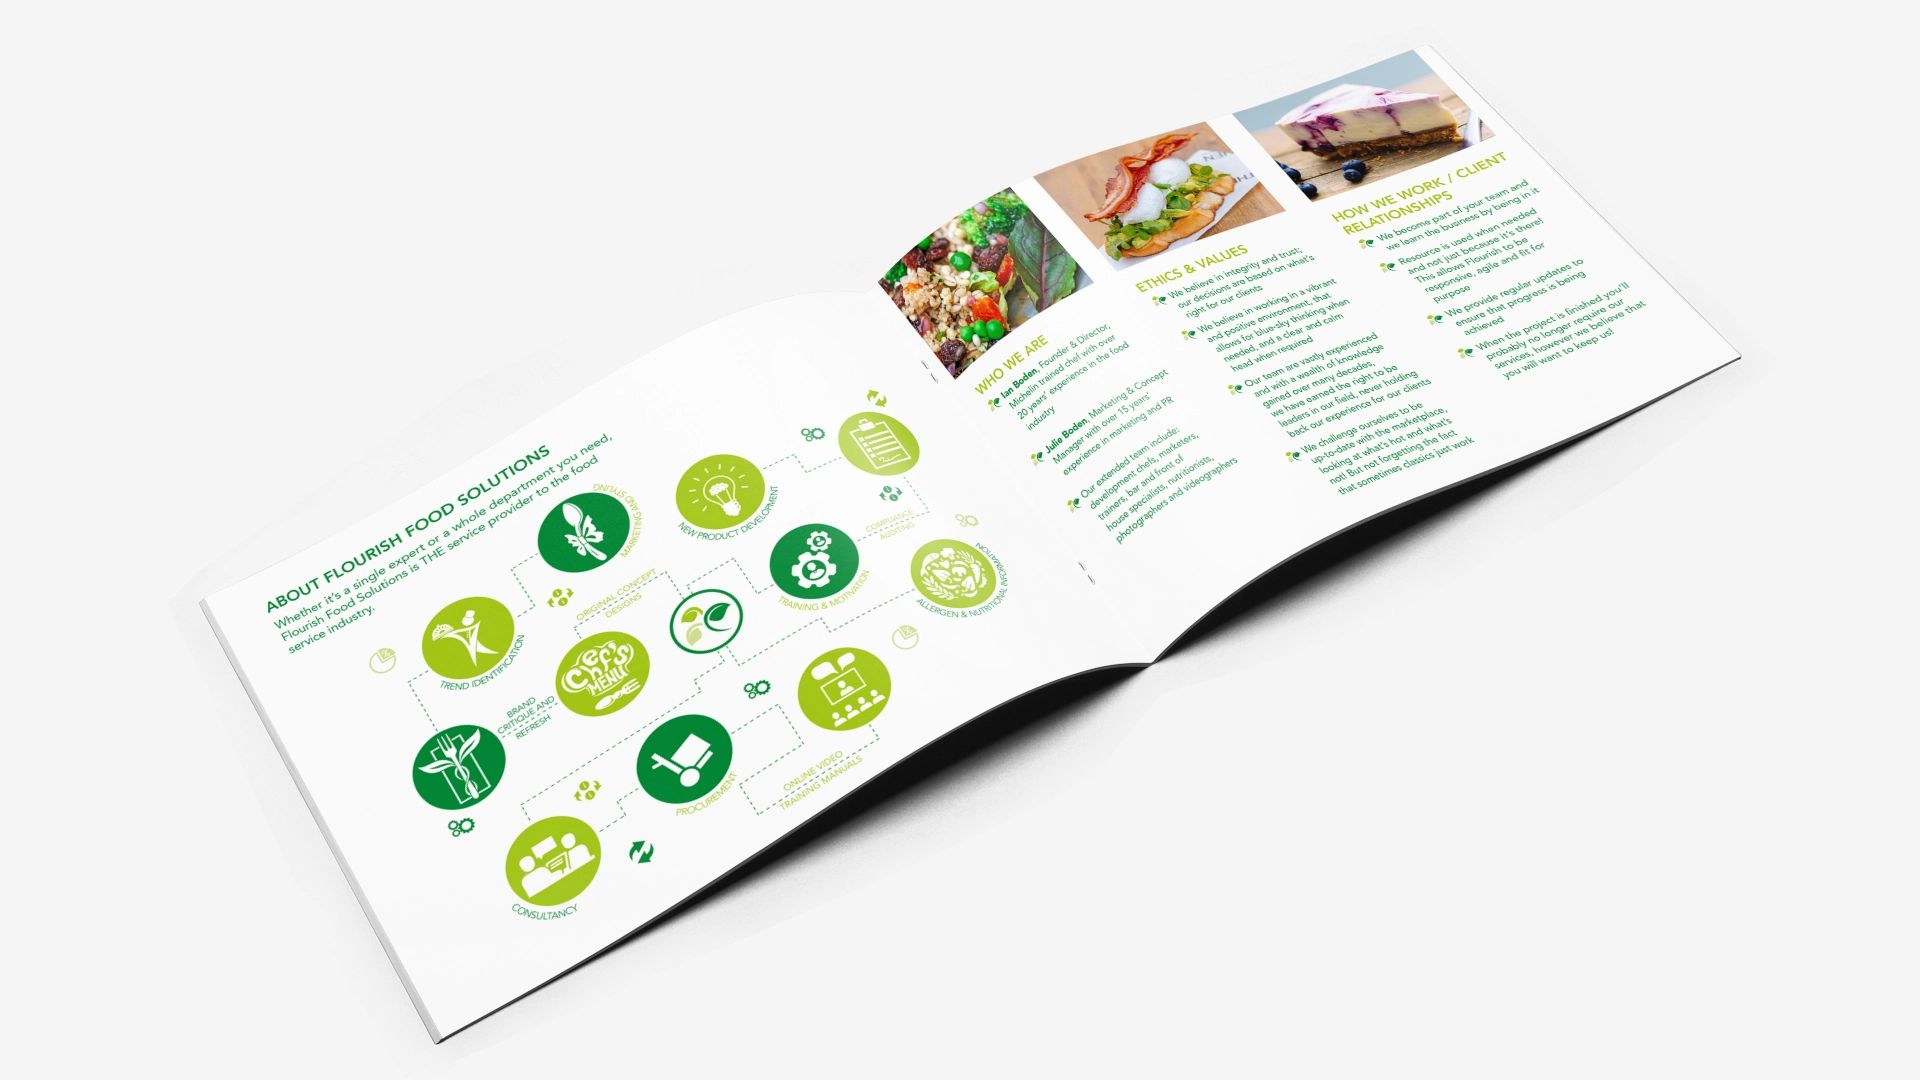 ABOUT FLOURISH FOOD SOLUTIONS
Whether it's a single expert or a whole department you need,
Flourish Food Solutions is THE service provider to the food
service industry.
MARKETING AND STYLING
NEW PRODUCT DEVELOPMENT
COMPLIANCE
AUDITING
TREND IDENTIFICATION
ORIGINAL CONCEPT
DESIGNS
TRAINING & MOTIVATION
ALLERGEN & NUTRITIONAL INFORMATION
CHEF'S
MENU
BRAND
CRITIQUE AND
REFRESH
PROCUREMENT
ONLINE VIDEO
TRAINING MANUALS
CONSULTANCY
WHO WE ARE
Ian Boden, Founder & Director,
Michelin trained chef with over
20 years' experience in the food
industry
Julie Boden, Marketing & Concept
Manager with over 15 years'
experience in marketing and PR
Our extended team include:
development chefs, marketers,
trainers, bar and front of
house specialists, nutritionists,
photographers and videographers
ETHICS & VALUES
We believe in integrity and trust;
our decisions are based on what's
right for our clients
We believe in working in a vibrant
and positive environment, that
allows for blue-sky thinking when
needed, and a clear and calm
head when required
Our team are vastly experienced
and with a wealth of knowledge
gained over many decades,
we have earned the right to be
leaders in our field, never holding
back our experience for our clients
We challenge ourselves to be
up-to-date with the marketplace,
looking at what's hot and what's
not! But not forgetting the fact
that sometimes classics just work
HOW WE WORK / CLIENT
RELATIONSHIPS
We become part of your team and
we learn the business by being in it
Resource is used when needed
and not just because it's there!
This allows Flourish to be
responsive, agile and fit for
purpose
We provide regular updates to
ensure that progress is being
achieved
When the project is finished you'll
probably no longer require our
services, however we believe that
you will want to keep us!